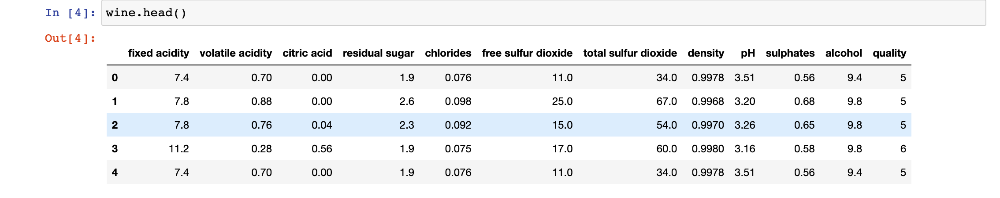 In [4]: wine.head()
Out[4]:
fixed acidity volatile acidity citric acid residual sugar chlorides free sulfur dioxide total sulfur dioxide density pH sulphates alcohol quality
0 7.4 0.70 0.00 1.9 0.076 11.0 34.0 0.9978 3.51 0.56 9.4 5
1 7.8 0.88 0.00 2.6 0.098 25.0 67.0 0.9968 3.20 0.68 9.8 5
2 7.8 0.76 0.04 2.3 0.092 15.0 54.0 0.9970 3.26 0.65 9.8 5
3 11.2 0.28 0.56 1.9 0.075 17.0 60.0 0.9980 3.16 0.58 9.8 6
4 7.4 0.70 0.00 1.9 0.076 11.0 34.0 0.9978 3.51 0.56 9.4 5